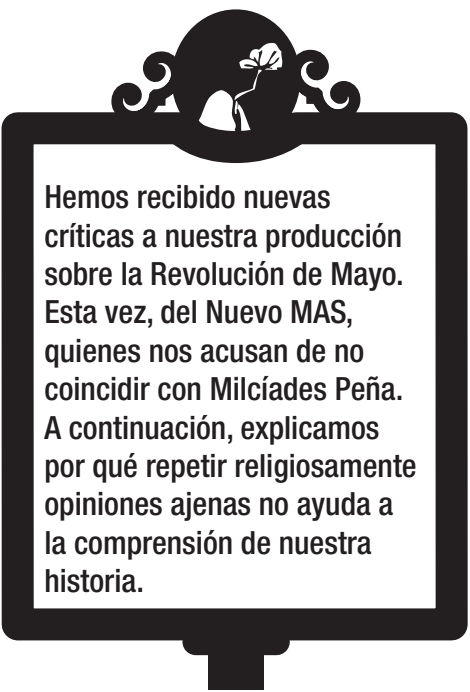 Hemos recibido nuevas
críticas a nuestra producción
sobre la Revolución de Mayo.
Esta vez, del Nuevo MAS,
quienes nos acusan de no
coincidir con Milcíades Peña.
A continuación, explicamos
por qué repetir religiosamente
opiniones ajenas no ayuda a
la comprensión de nuestra
historia.